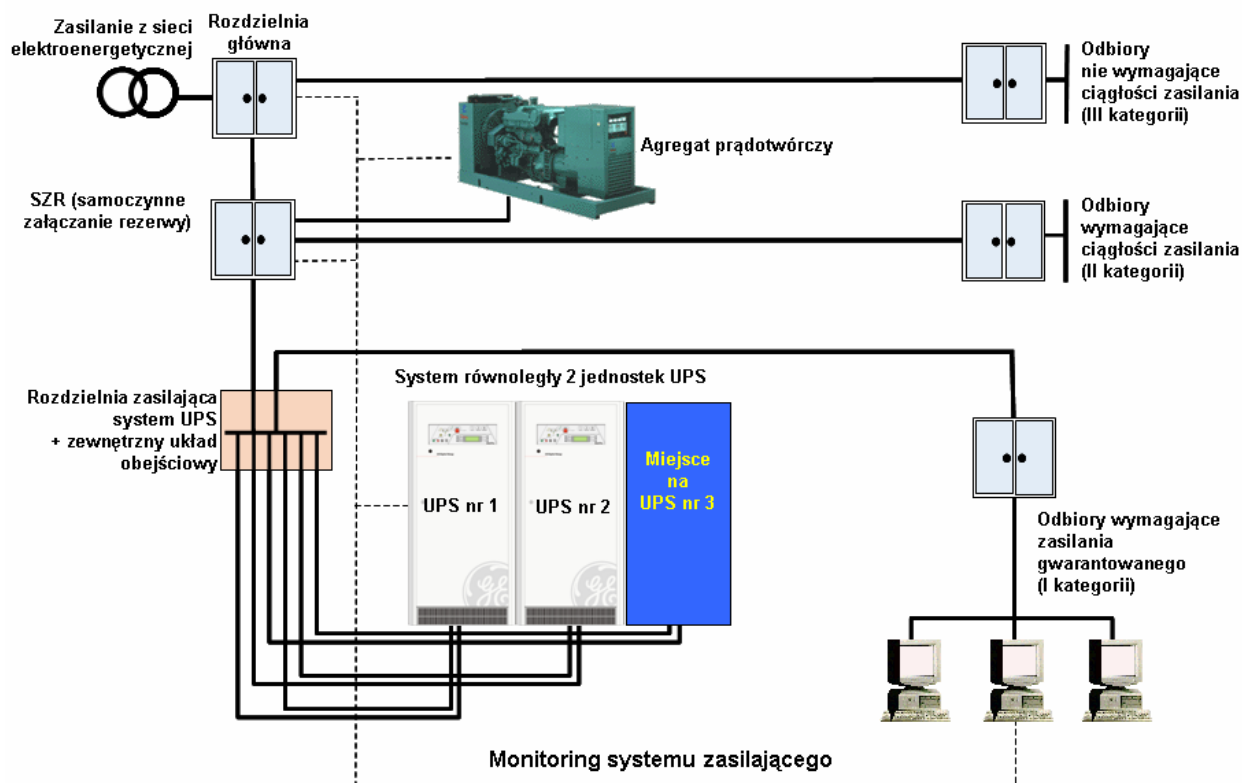 Zasilanie z sieci
elektroenergetycznej
Rozdzielnia
główna
Odbiory
nie wymagające
ciągłości zasilania
(III kategorii)
Agregat prądotwórczy
SZR (samoczynne
załączanie rezerwy)
Odbiory
wymagające
ciągłości zasilania
(II kategorii)
System równoległy 2 jednostek UPS
Rozdzielnia zasilająca
system UPS
+ zewnętrzny układ
obejściowy
UPS nr 1
UPS nr 2
Miejsce
na
UPS nr 3
Odbiory wymagające
zasilania
gwarantowanego
(I kategorii)
Monitoring systemu zasilającego